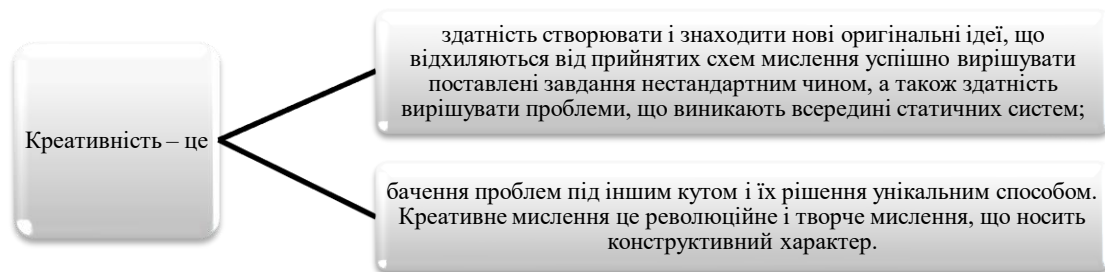 Креативність – це
здатність створювати і знаходити нові оригінальні ідеї, що
відхиляються від прийнятих схем мислення успішно вирішувати
поставлені завдання нестандартним чином, а також здатність
вирішувати проблеми, що виникають всередині статичних систем;
бачення проблем під іншим кутом і їх рішення унікальним способом.
Креативне мислення це революційне і творче мислення, що носить
конструктивний характер.